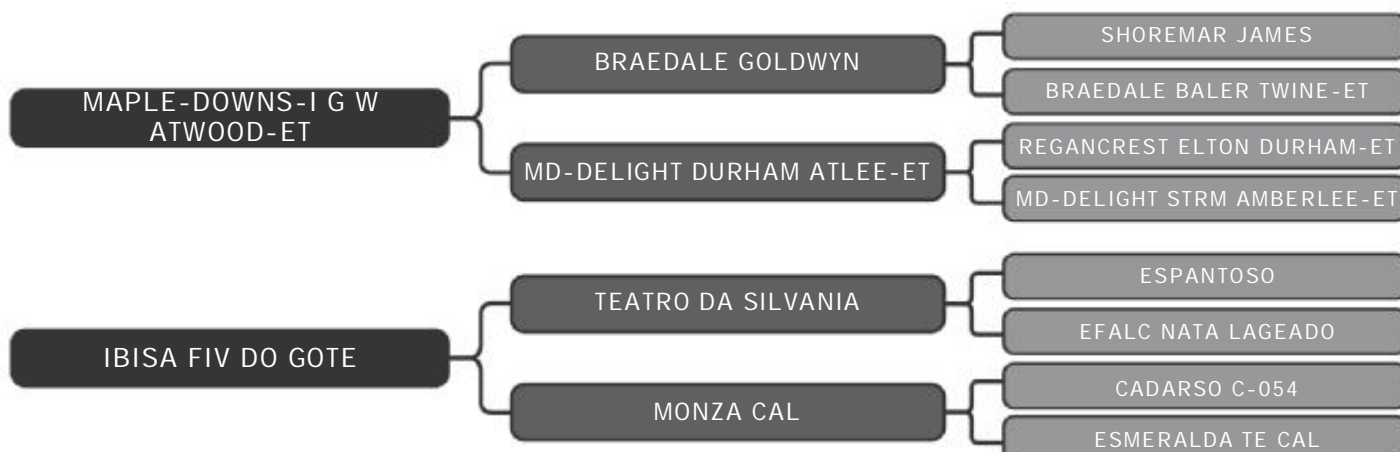 MAPLE-DOWNS-I G W
ATWOOD-ET
BRAEDALE GOLDWYN
SHOREMAR JAMES
BRAEDALE BALER TWINE-ET
MD-DELIGHT DURHAM ATLEE-ET
REGANCREST ELTON DURHAM-ET
MD-DELIGHT STRM AMBERLEE-ET
IBISA FIV DO GOTE
TEATRO DA SILVANIA
ESPANTOSO
EFALC NATA LAGEADO
MONZA CAL
CADARSO C-054
ESMERALDA TE CAL